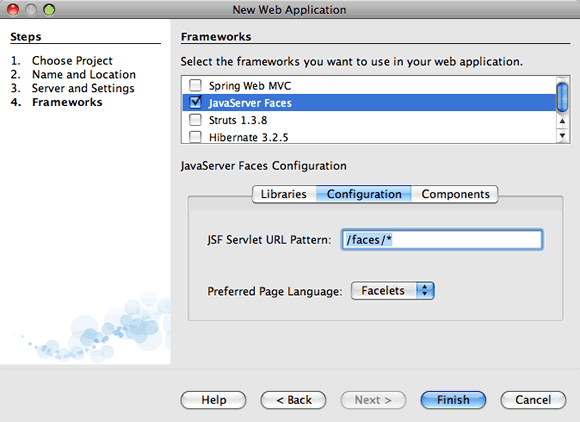 New Web Application
Steps
1. Choose Project
2. Name and Location
3. Server and Settings
4. Frameworks
Frameworks
Select the frameworks you want to use in your web application.
Spring Web MVC
JavaServer Faces
Struts 1.3.8
Hibernate 3.2.5
JavaServer Faces Configuration
Libraries Configuration Components
JSF Servlet URL Pattern: /faces/*
Preferred Page Language: Facelets
Help < Back Next > Finish Cancel